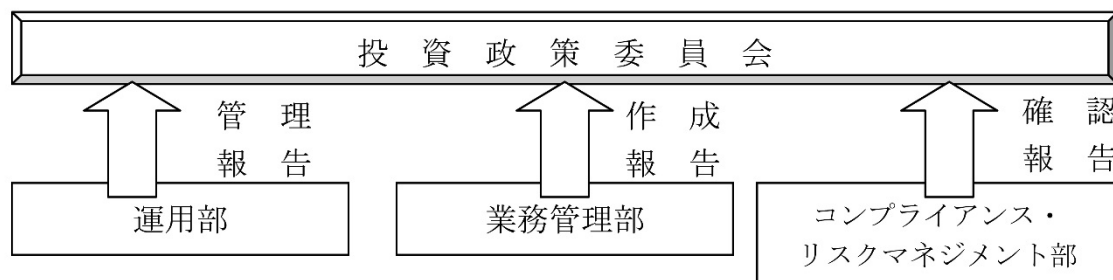 投資政策委員会
管理
報告
作成
報告
確認
報告
運用部
業務管理部
コンプライアンス・
リスクマネジメント部